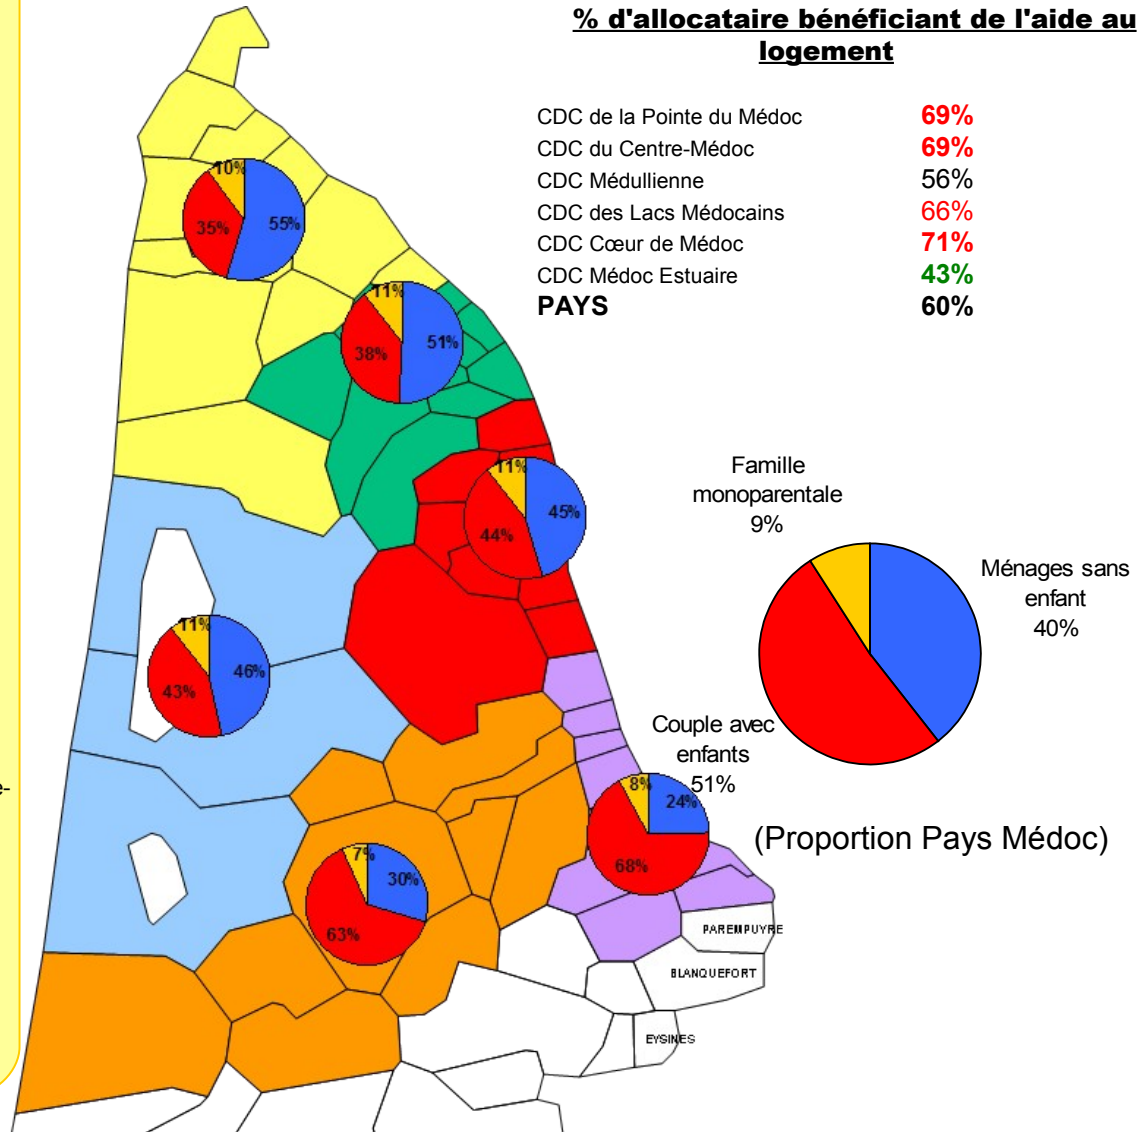 % d'allocataire bénéficiant de l'aide au
logement
CDC de la Pointe du Médoc 69%
CDC du Centre-Médoc 69%
CDC Médullienne 56%
CDC des Lacs Médocains 66%
CDC Cœur de Médoc 71%
CDC Médoc Estuaire 43%
PAYS 60%
10%
35%
55%
11%
38%
51%
11%
44%
45%
Famille
monoparentale
9%
Ménages sans
enfant
40%
11%
43%
46%
Couple avec
enfants
51%
8%
24%
68%
(Proportion Pays Médoc)
7%
30%
63%
e-
PAREMPUYRE
BLANQUEFORT
EYSINES